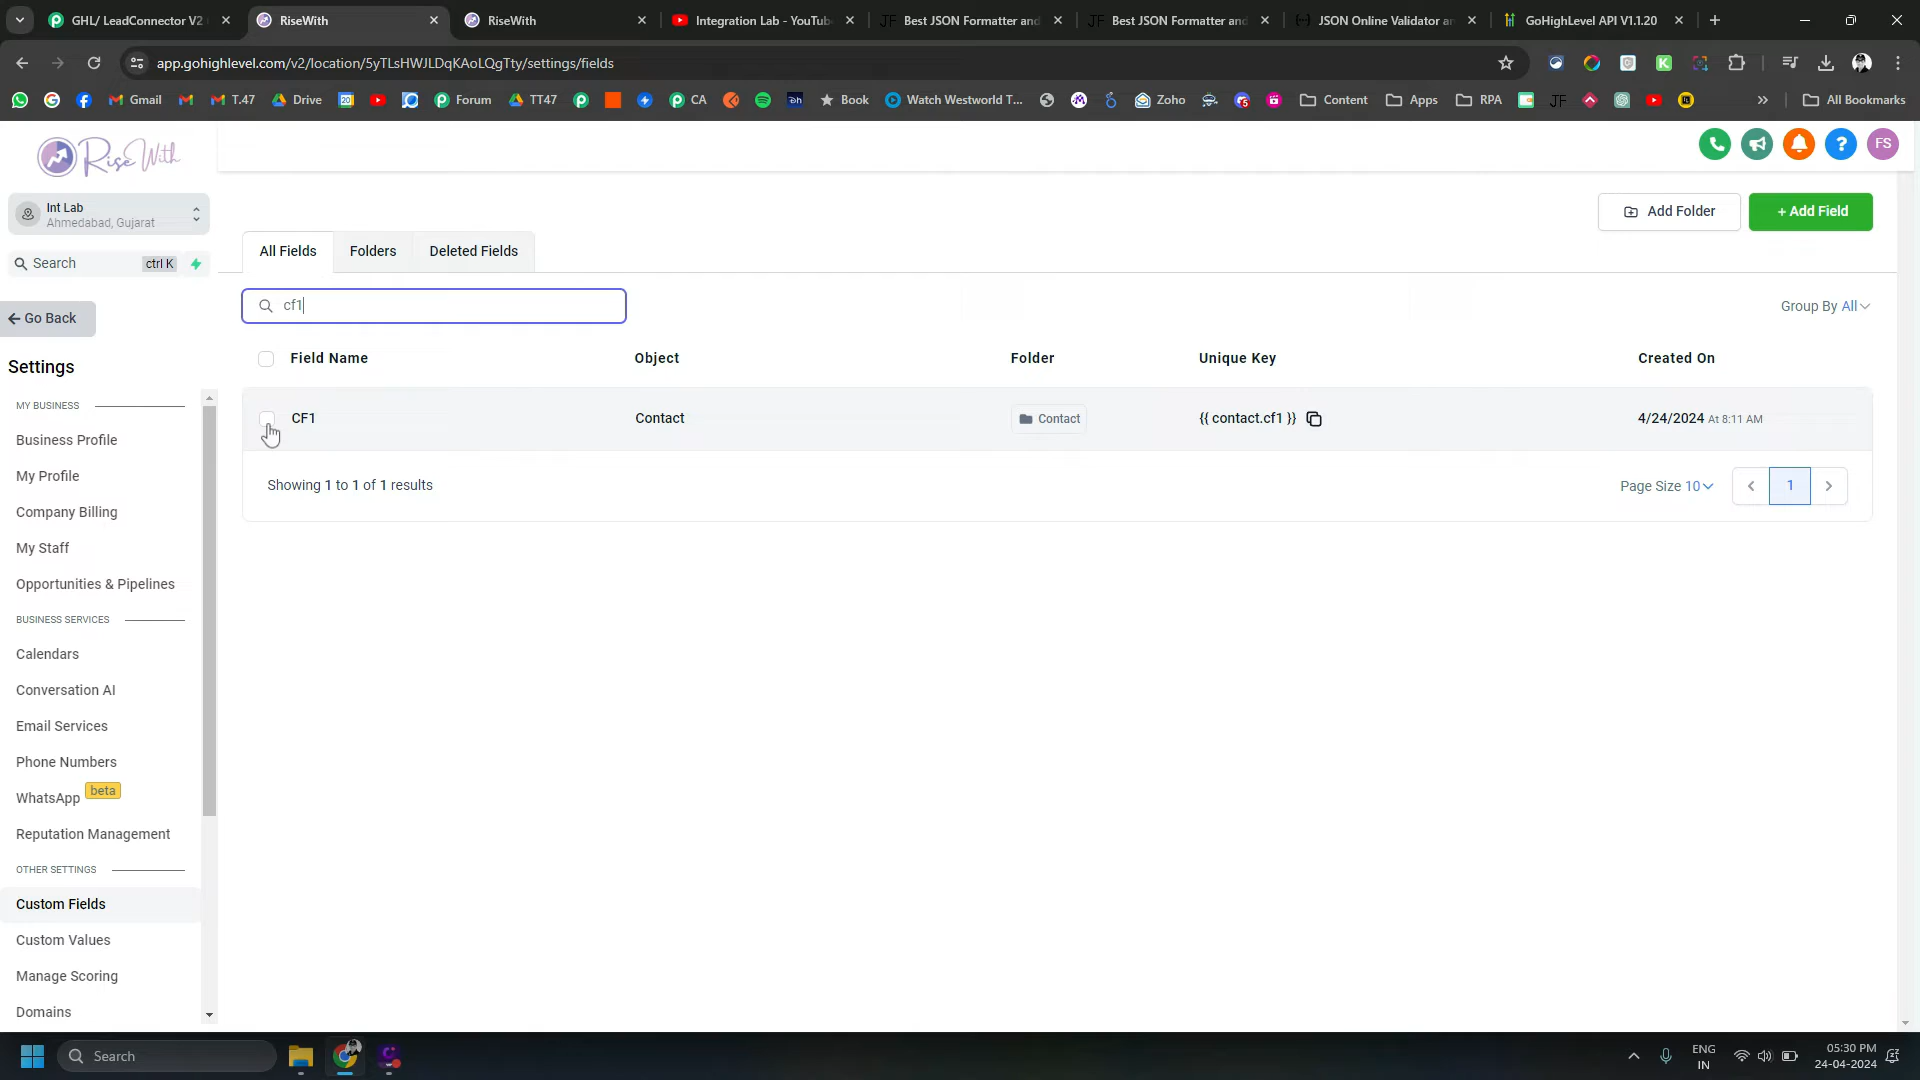 GHL/ LeadConnector V2
RiseWith
RiseWith
Integration Lab - YouTub
Best JSON Formatter and
Best JSON Formatter and
JSON Online Validator an
GoHighLevel API V1.1.20
app.gohighlevel.com/v2/location/5yTLsHWJLDqKAoLQgTty/settings/fields
Gmail
T.47
Drive
Forum
TT47
CA
Book
Watch Westworld T...
Zoho
Content
Apps
RPA
All Bookmarks
RiseWith
FS
Int Lab
Ahmedabad, Gujarat
Search
ctrl K
Go Back
Settings
MY BUSINESS
Business Profile
My Profile
Company Billing
My Staff
Opportunities & Pipelines
BUSINESS SERVICES
Calendars
Conversation AI
Email Services
Phone Numbers
WhatsApp beta
Reputation Management
OTHER SETTINGS
Custom Fields
Custom Values
Manage Scoring
Domains
Add Folder
+ Add Field
All Fields
Folders
Deleted Fields
cf1
Group By All
Field Name
Object
Folder
Unique Key
Created On
CF1
Contact
Contact
{{ contact.cf1 }}
4/24/2024 At 8:11 AM
Showing 1 to 1 of 1 results
Page Size 10
1
Search
ENG
IN
05:30 PM
24-04-2024